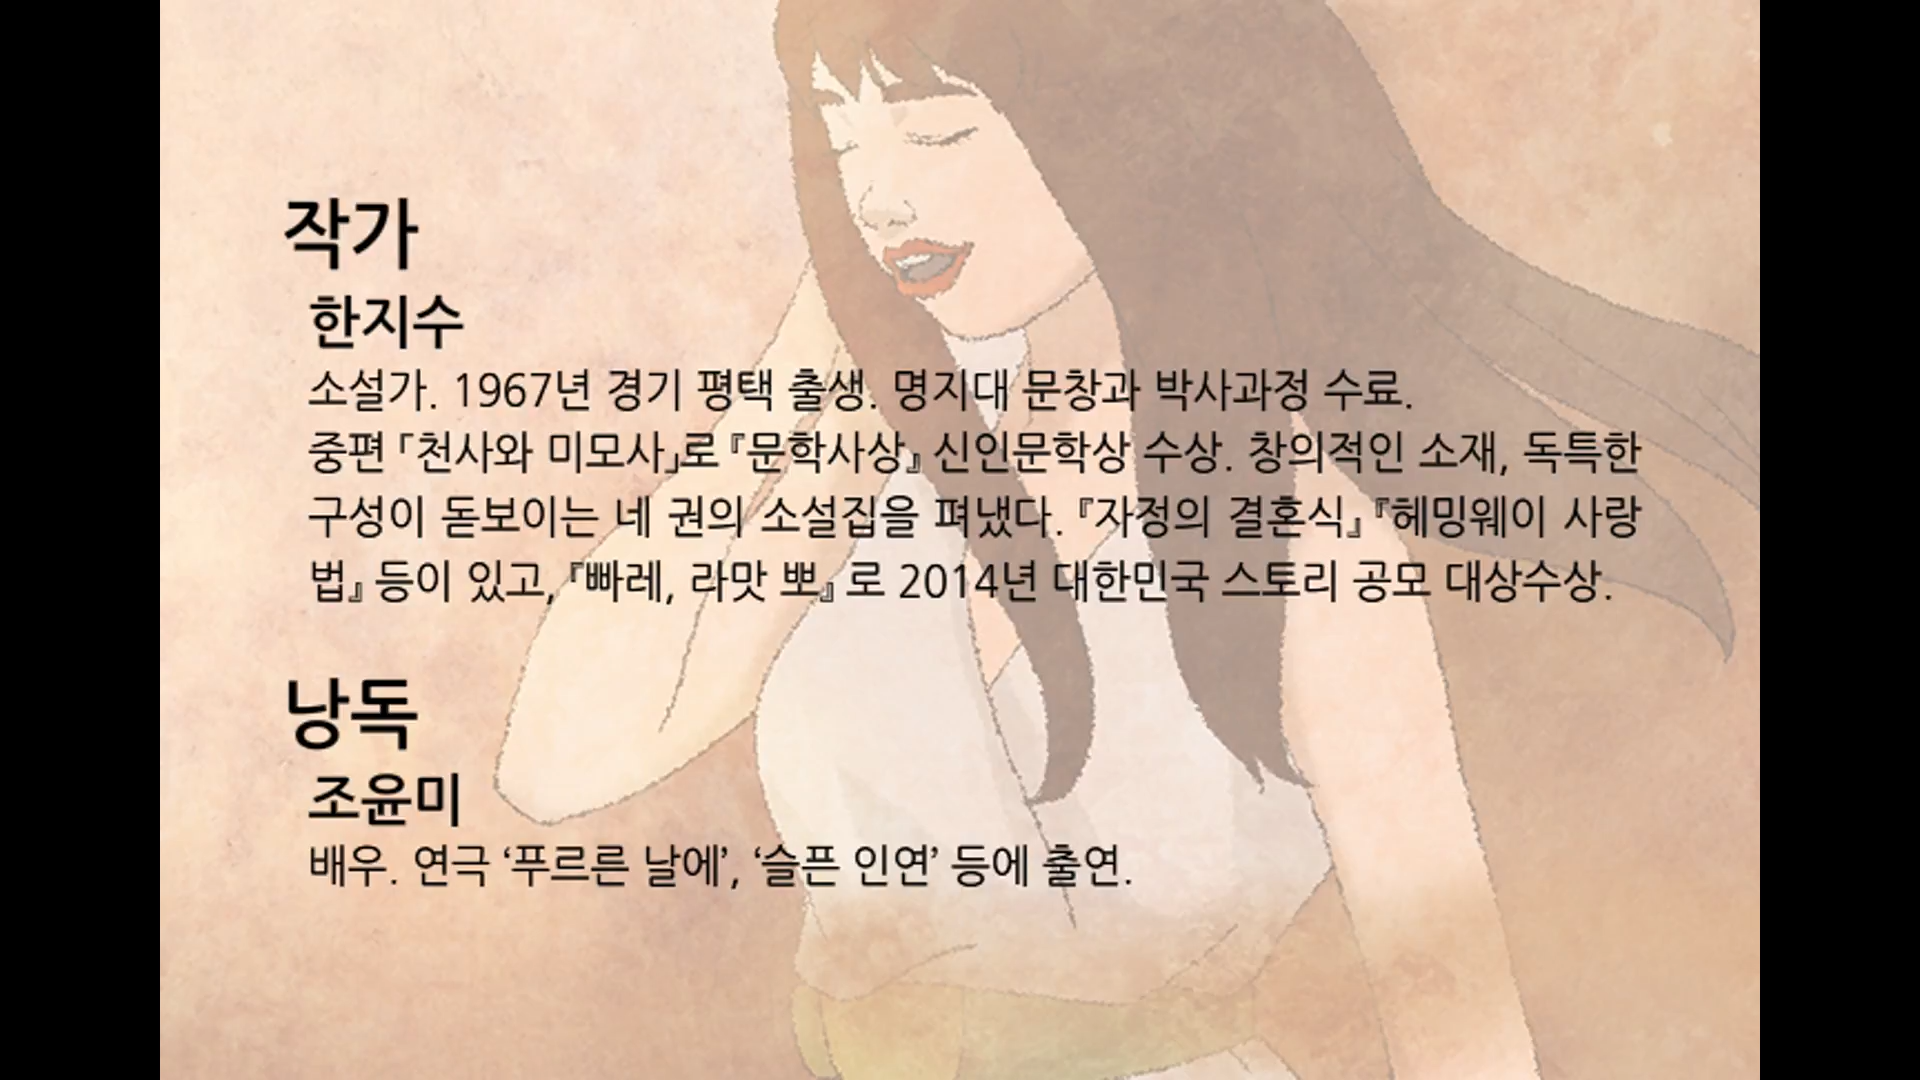 작가
한지수
소설가. 1967년 경기 평택 출생. 명지대 문창과 박사과정 수료.
중편 「천사와 미모사」로 『문학사상』 신인문학상 수상. 창의적인 소재, 독특한
구성이 돋보이는 네 권의 소설집을 펴냈다. 『자정의 결혼식』 『헤밍웨이 사랑
법』 등이 있고, 『빠레, 라맛 뽀』 로 2014년 대한민국 스토리 공모 대상수상.
낭독
조윤미
배우. 연극 ‘푸르른 날에’, ‘슬픈 인연’ 등에 출연.